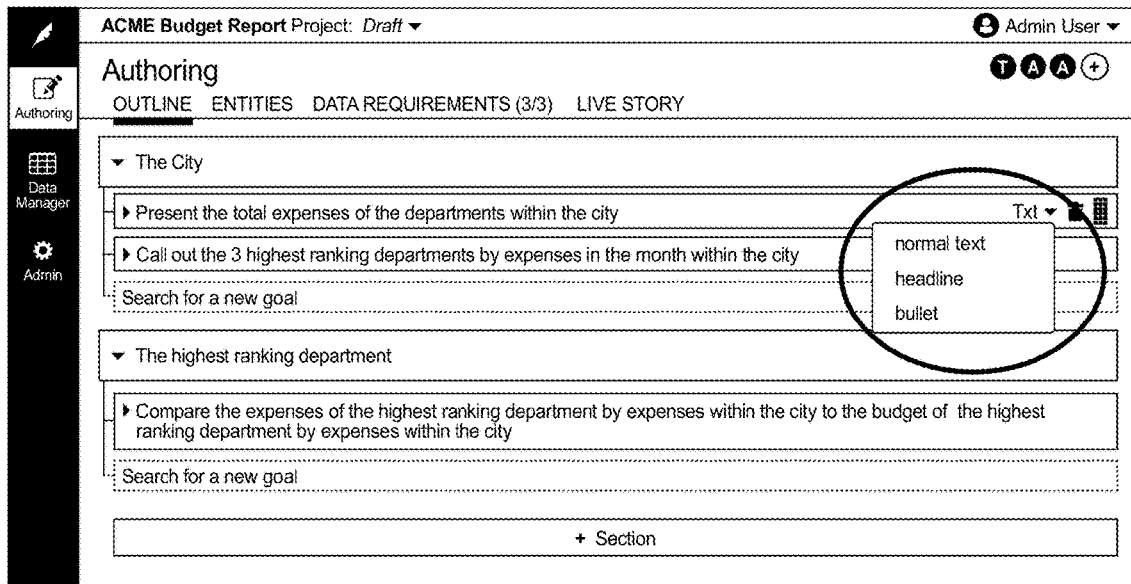 ACME Budget Report Project: Draft
Admin User
Authoring
T A A +
Authoring
OUTLINE ENTITIES DATA REQUIREMENTS (3/3) LIVE STORY
The City
Data
Manager
Present the total expenses of the departments within the city
Txt
normal text
Call out the 3 highest ranking departments by expenses in the month within the city
Admin
headline
Search for a new goal
bullet
The highest ranking department
Compare the expenses of the highest ranking department by expenses within the city to the budget of the highest
ranking department by expenses within the city
Search for a new goal
+ Section